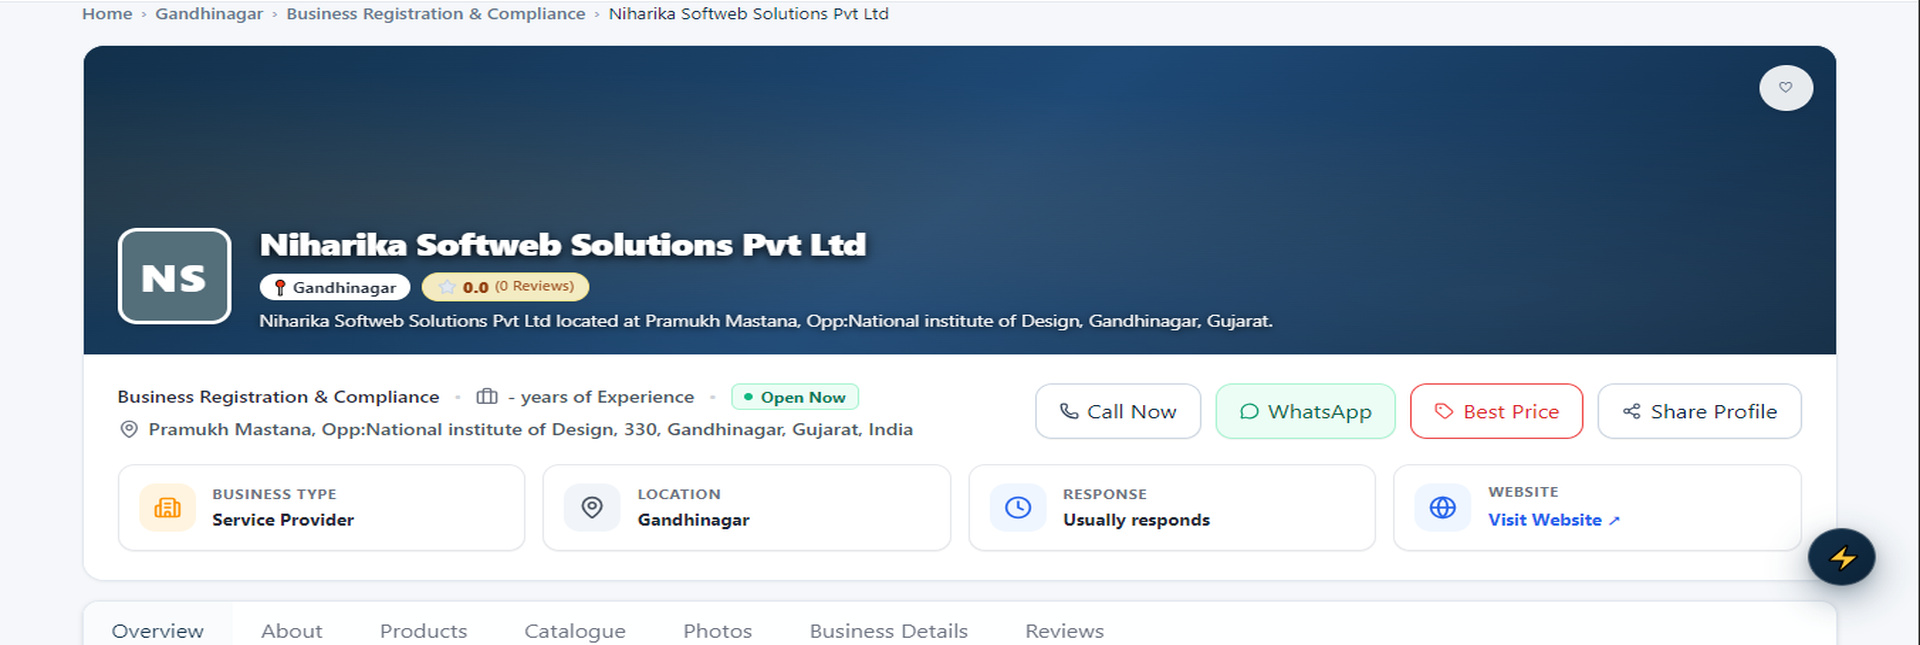 Home › Gandhinagar › Business Registration & Compliance › Niharika Softweb Solutions Pvt Ltd
NS
Niharika Softweb Solutions Pvt Ltd
Gandhinagar
0.0 (0 Reviews)
Niharika Softweb Solutions Pvt Ltd located at Pramukh Mastana, Opp:National institute of Design, Gandhinagar, Gujarat.
Business Registration & Compliance • - years of Experience • Open Now
Pramukh Mastana, Opp:National institute of Design, 330, Gandhinagar, Gujarat, India
Call Now
WhatsApp
Best Price
Share Profile
BUSINESS TYPE
Service Provider
LOCATION
Gandhinagar
RESPONSE
Usually responds
WEBSITE
Visit Website ↗
Overview About Products Catalogue Photos Business Details Reviews